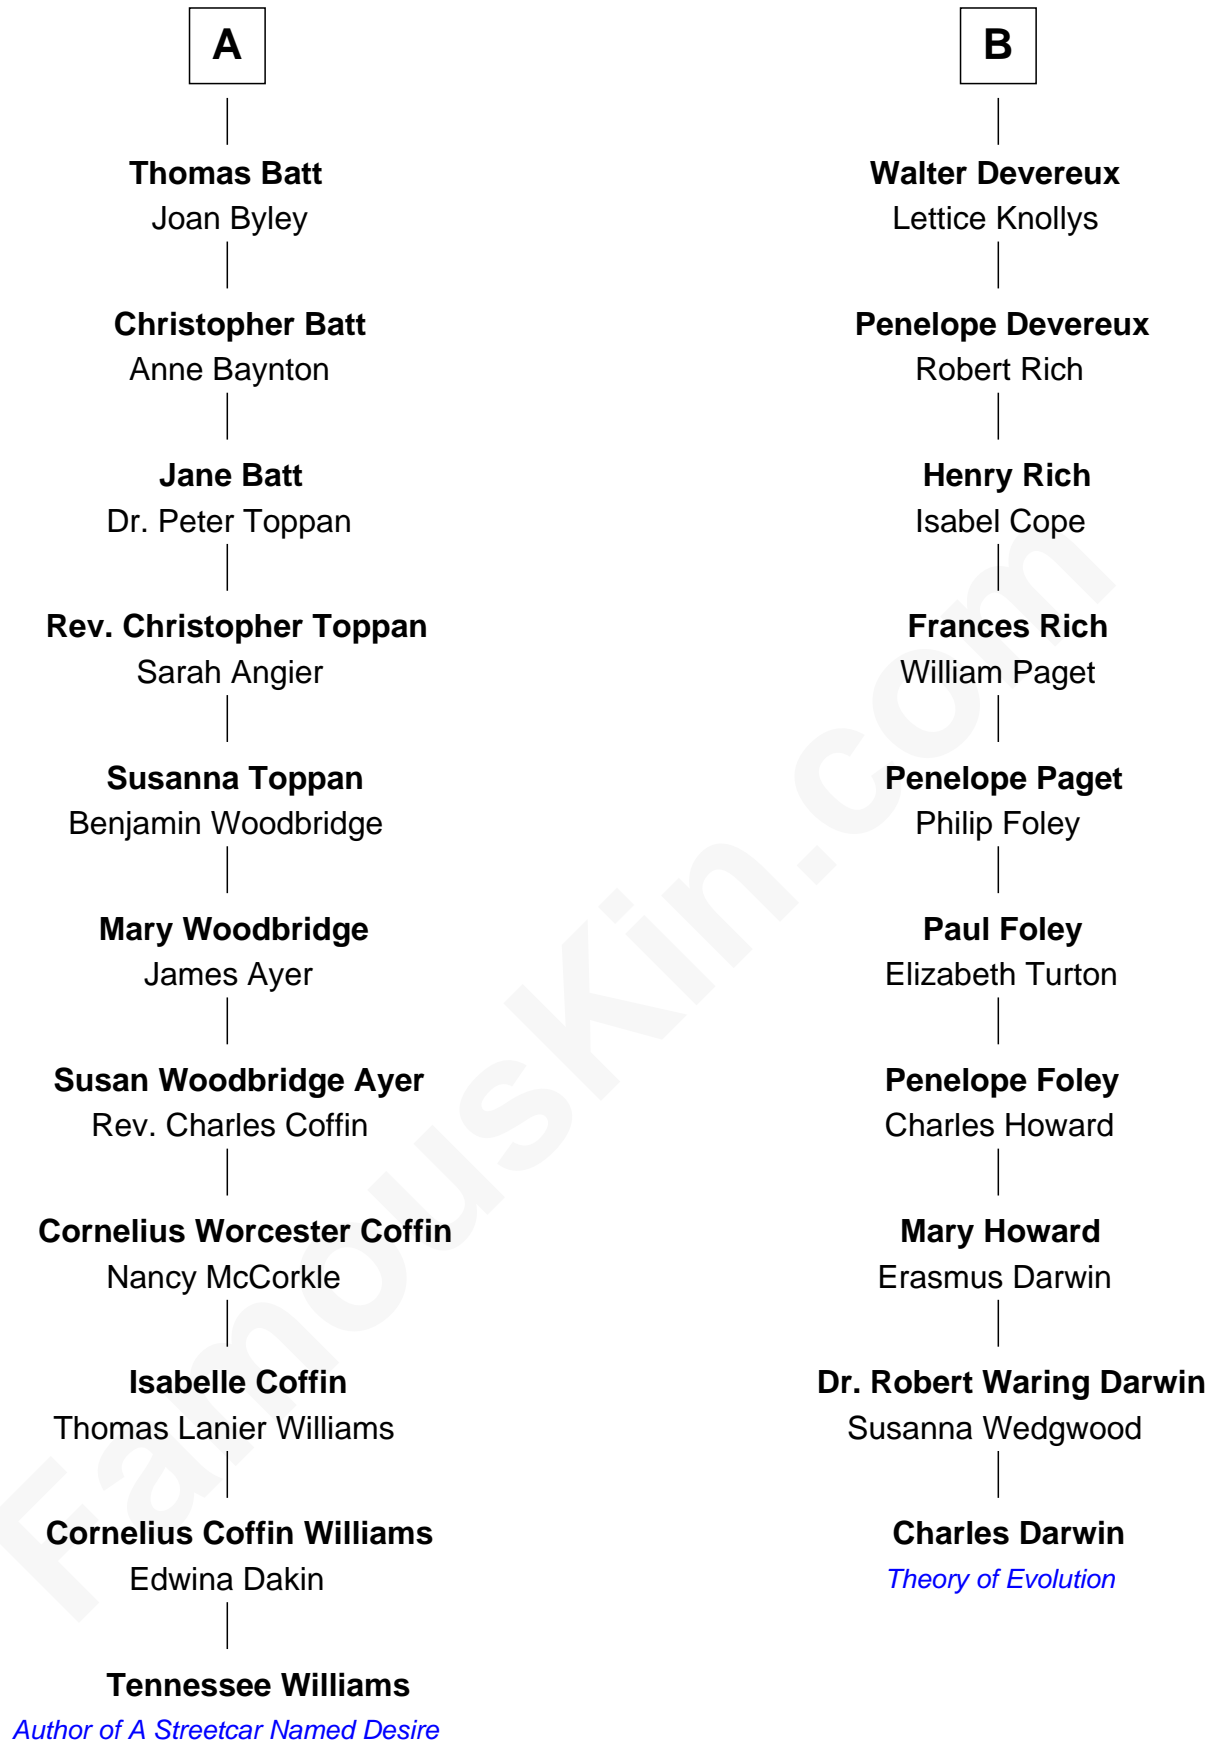 A
Thomas Batt
Joan Byley
Christopher Batt
Anne Baynton
Jane Batt
Dr. Peter Toppan
Rev. Christopher Toppan
Sarah Angier
Susanna Toppan
Benjamin Woodbridge
Mary Woodbridge
James Ayer
Susan Woodbridge Ayer
Rev. Charles Coffin
Cornelius Worcester Coffin
Nancy McCorkle
Isabelle Coffin
Thomas Lanier Williams
Cornelius Coffin Williams
Edwina Dakin
Tennessee Williams
Author of A Streetcar Named Desire
B
Walter Devereux
Lettice Knollys
Penelope Devereux
Robert Rich
Henry Rich
Isabel Cope
Frances Rich
William Paget
Penelope Paget
Philip Foley
Paul Foley
Elizabeth Turton
Penelope Foley
Charles Howard
Mary Howard
Erasmus Darwin
Dr. Robert Waring Darwin
Susanna Wedgwood
Charles Darwin
Theory of Evolution
FamousKin.com